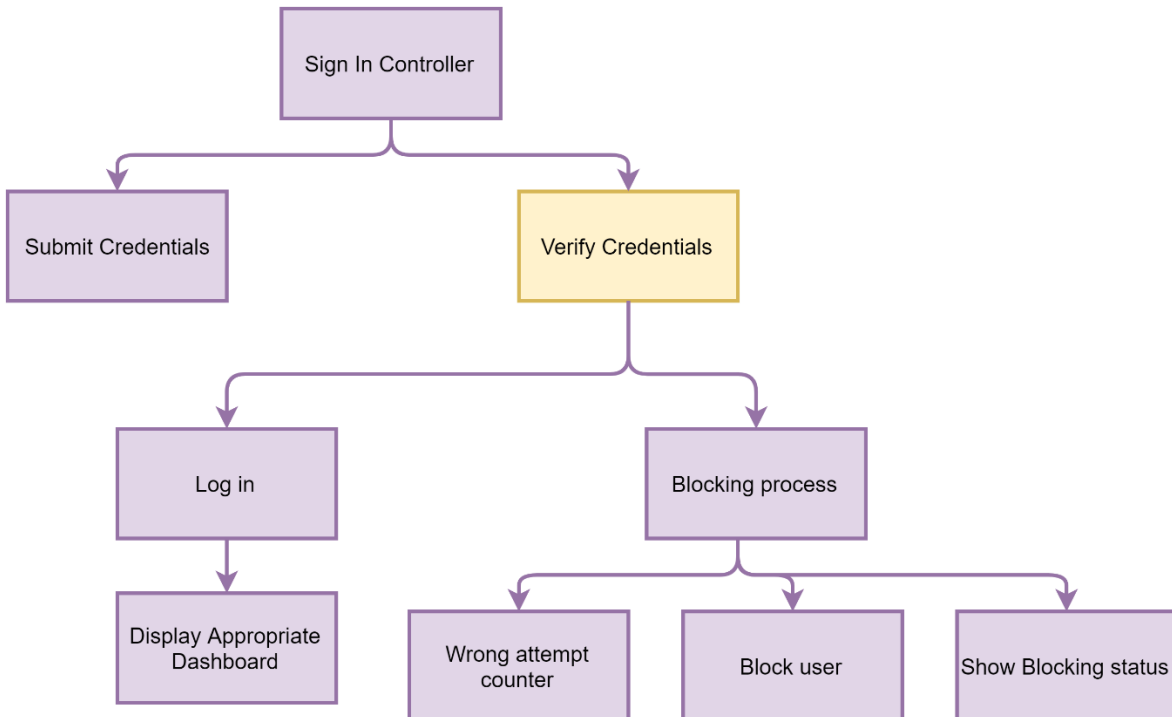 Sign In Controller
Submit Credentials
Verify Credentials
Log in
Blocking process
Display Appropriate
Dashboard
Wrong attempt
counter
Block user
Show Blocking status